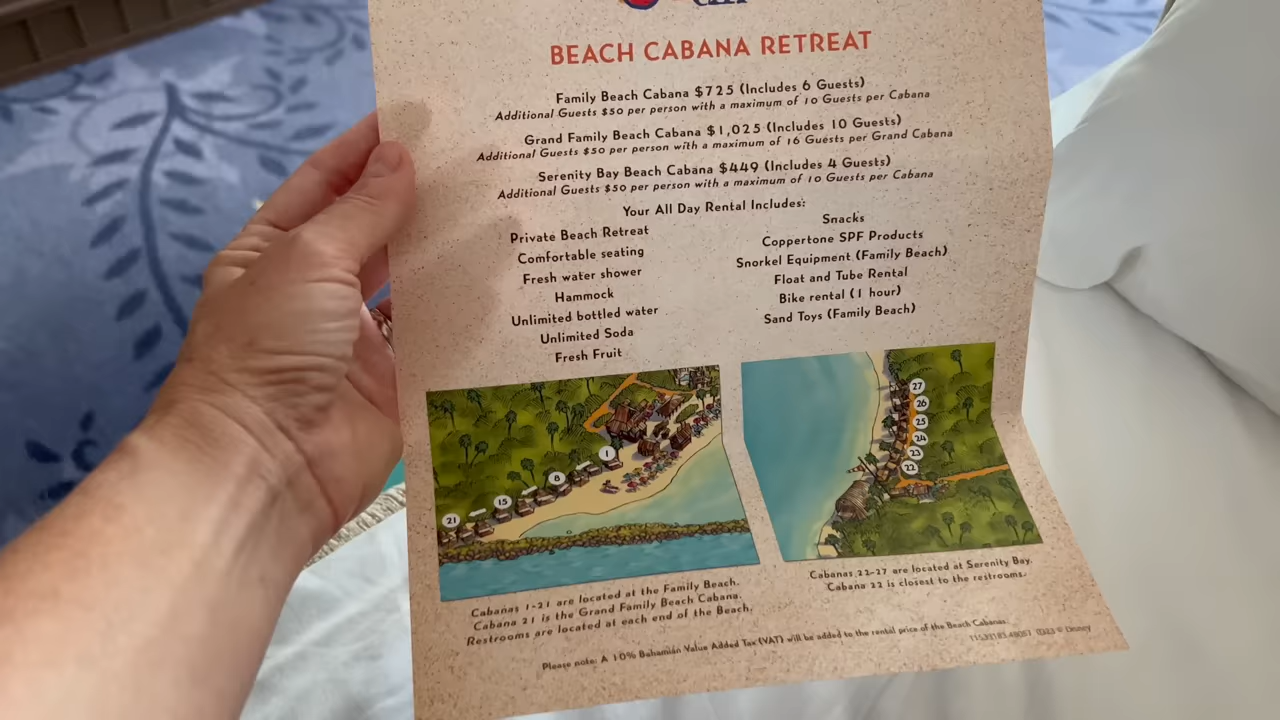 BEACH CABANA RETREAT
Family Beach Cabana $725 (Includes 6 Guests)
Additional Guests $50 per person with a maximum of 10 Guests per Cabana
Grand Family Beach Cabana $1,025 (Includes 10 Guests)
Additional Guests $50 per person with a maximum of 16 Guests per Grand Cabana
Serenity Bay Beach Cabana $449 (Includes 4 Guests)
Additional Guests $50 per person with a maximum of 10 Guests per Cabana
Your All Day Rental Includes:
Private Beach Retreat
Comfortable seating
Fresh water shower
Hammock
Unlimited bottled water
Unlimited Soda
Fresh Fruit
Snacks
Coppertone SPF Products
Snorkel Equipment (Family Beach)
Float and Tube Rental
Bike rental (1 hour)
Sand Toys (Family Beach)
1
8
15
21
27
26
25
24
23
22
Cabanas 1-21 are located at the Family Beach.
Cabana 21 is the Grand Family Beach Cabana.
Restrooms are located at each end of the Beach.
Cabanas 22-27 are located at Serenity Bay.
Cabana 22 is closest to the restrooms.
Please note: A 10% Bahamian Value Added Tax (VAT) will be added to the rental price of the Beach Cabanas.
© Disney